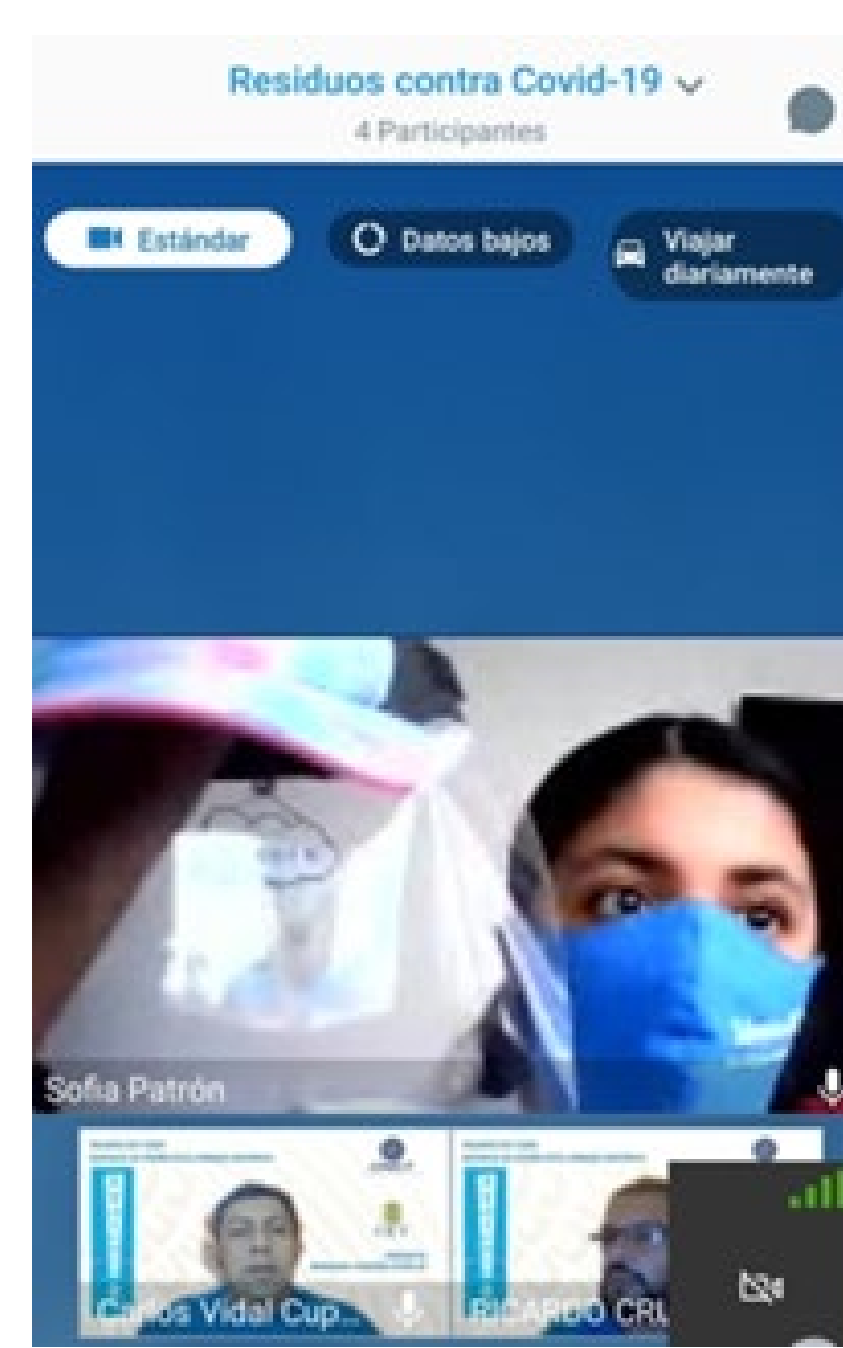 Residuos contra Covid-19
4 Participantes
Estándar
Datos bajos
Viajar
diariamente
Sofia Patrón
Carlos Vidal Cup...
RICARDO CRU